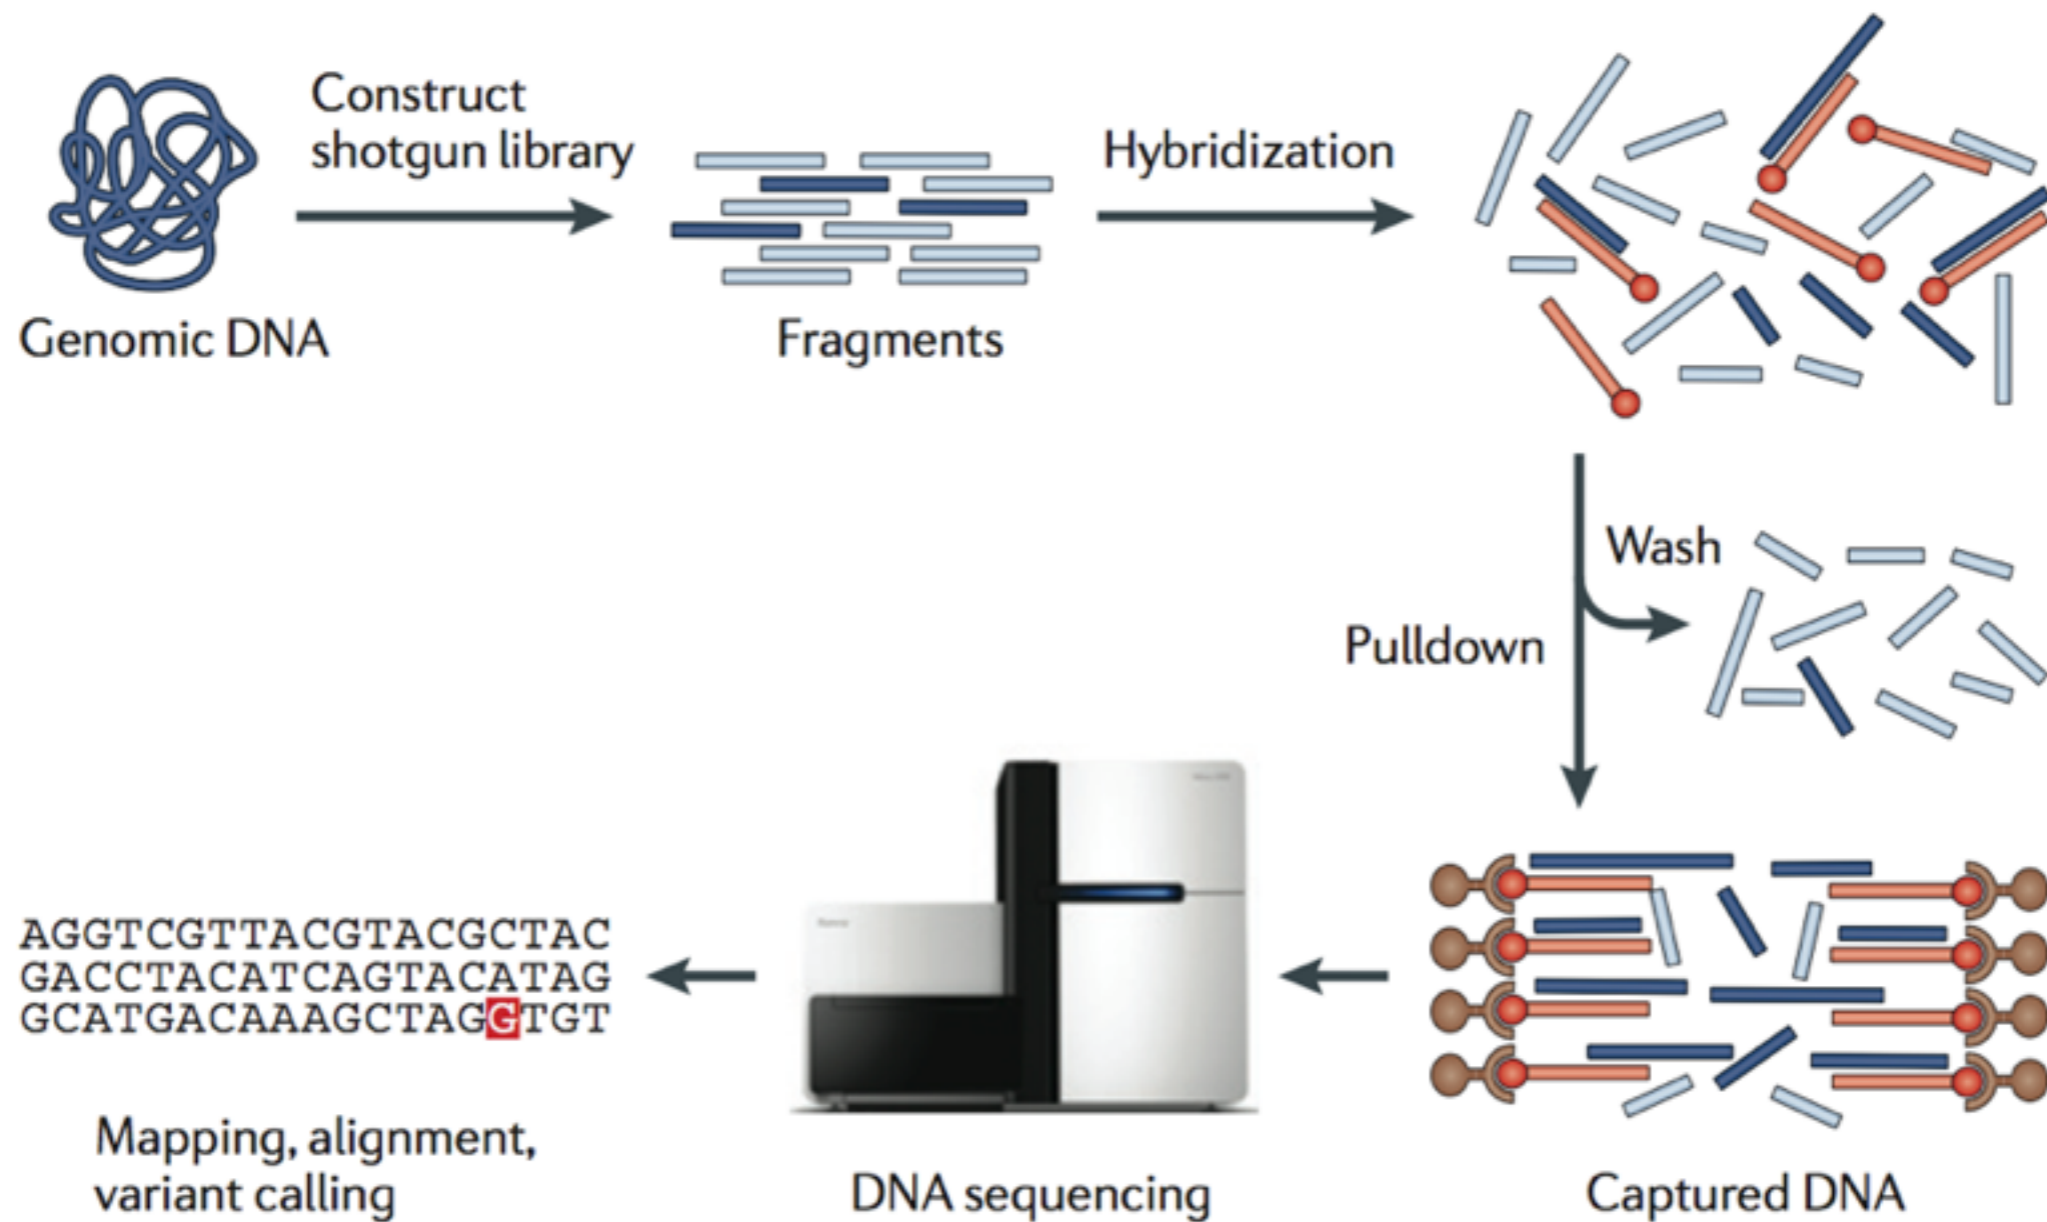 Construct
shotgun library
Hybridization
Genomic DNA
Fragments
Wash
Pulldown
AGGTCGTTACGTACGCTAC
GACCTACATCAGTACATAG
GCATGACAAAGCTAGGTGT
Mapping, alignment,
variant calling
DNA sequencing
Captured DNA